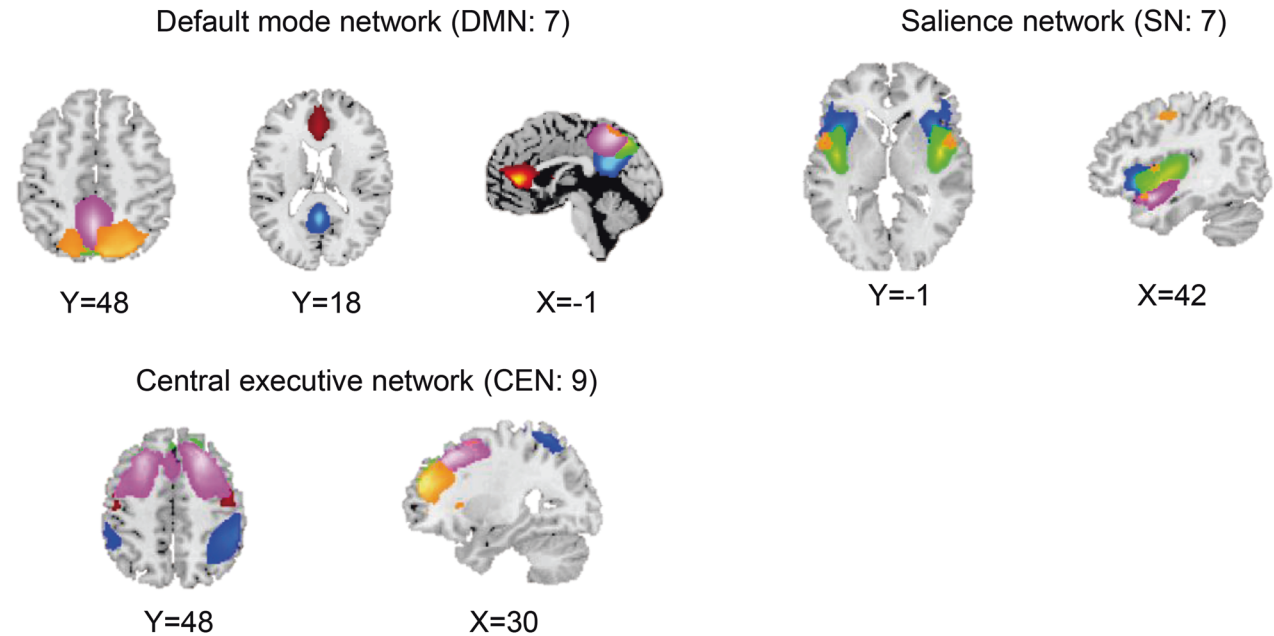 Default mode network (DMN: 7)
Salience network (SN: 7)
Y=48
Y=18
X=-1
Y=-1
X=42
Central executive network (CEN: 9)
Y=48
X=30